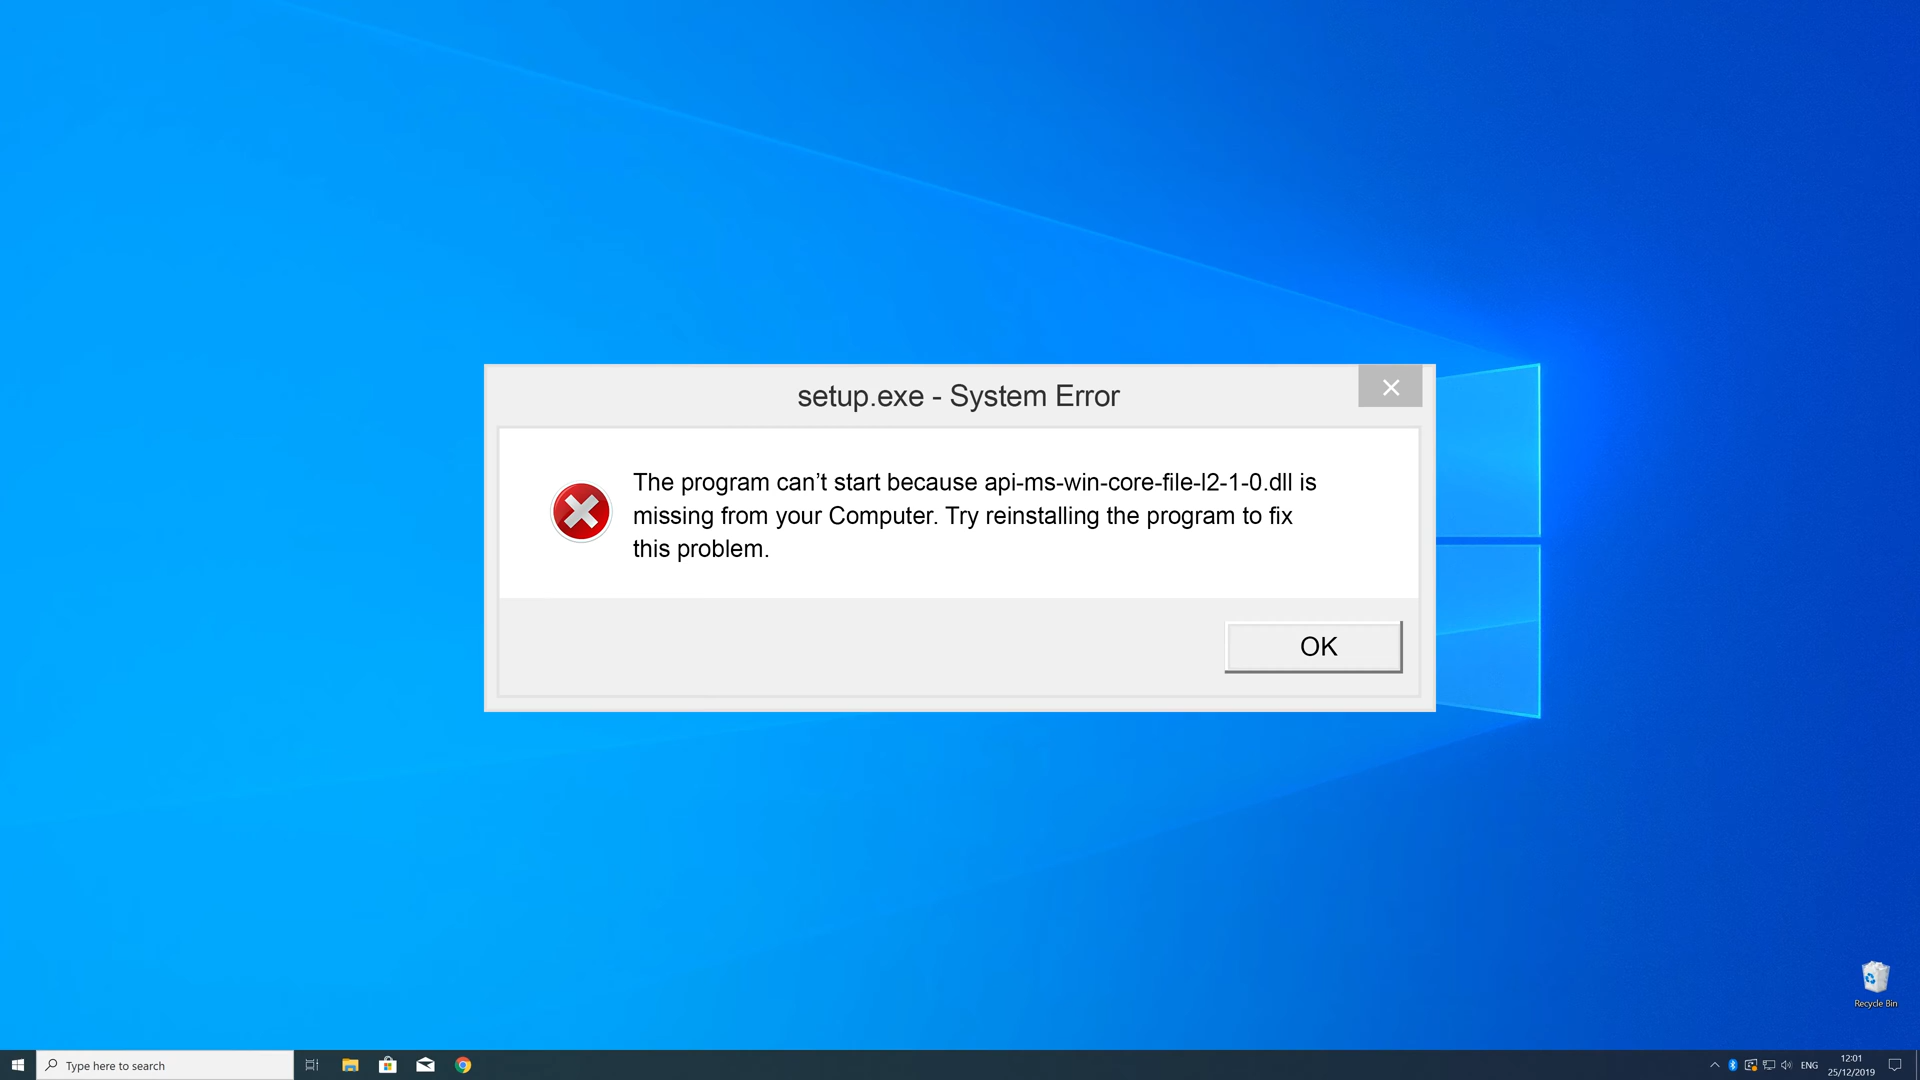 setup.exe - System Error
The program can’t start because api-ms-win-core-file-l2-1-0.dll is
missing from your Computer. Try reinstalling the program to fix
this problem.
OK
Recycle Bin
Type here to search
ENG
12:01
25/12/2019